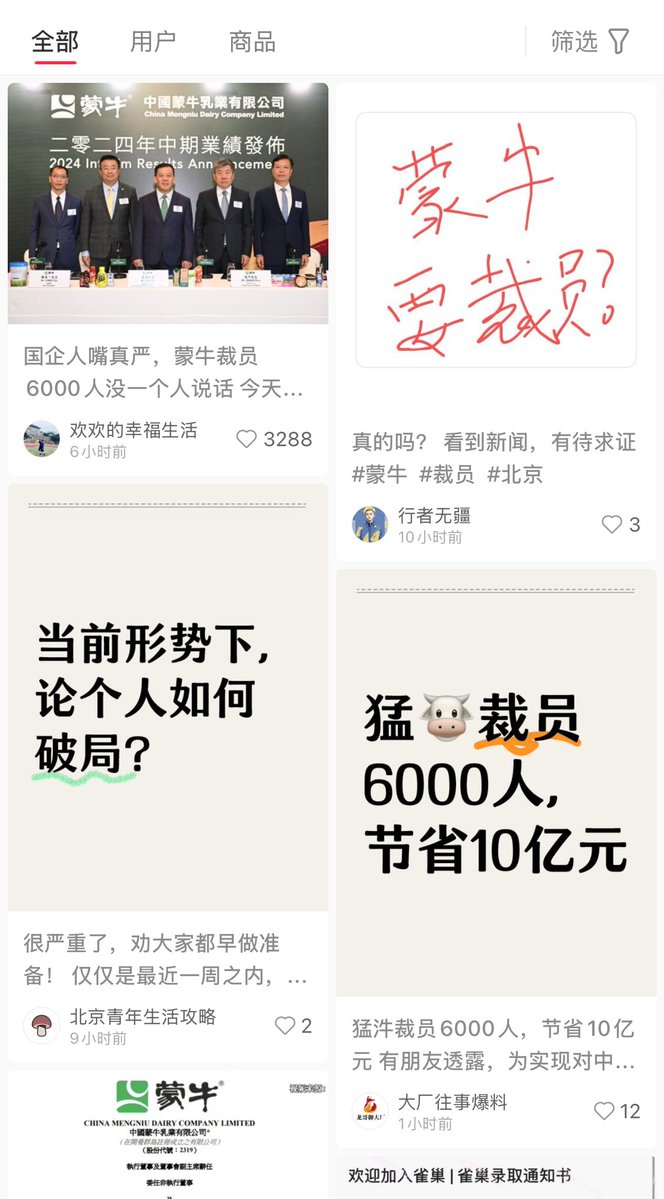 全部
用户
商品
筛选
蒙牛
中國蒙牛乳業有限公司
China Mengniu Dairy Company Limited
二零二四年中期業績發佈
2024 Interim Results Announcement
国企人嘴真严，蒙牛裁员
6000人没一个人说话 今天...
欢欢的幸福生活
6小时前
3288
当前形势下,
论个人如何
破局?
很严重了，劝大家都早做准
备！ 仅仅是最近一周之内，...
北京青年生活攻略
9小时前
2
蒙牛
CHINA MENGNIU DAIRY COMPANY LIMITED
中國蒙牛乳業有限公司*
(在開曼群島註冊成立之有限公司)
(股份代號：2319)
執行董事及董事會副主席辭任
委任非執行董事
蒙牛
要裁员?
真的吗？ 看到新闻，有待求证
#蒙牛 #裁员 #北京
行者无疆
10小时前
3
猛🐮裁员
6000人,
节省10亿元
猛汼裁员6000人，节省10亿
元 有朋友透露，为实现对中...
龙哥聊大厂
大厂往事爆料
1小时前
12
欢迎加入雀巢 | 雀巢录取通知书